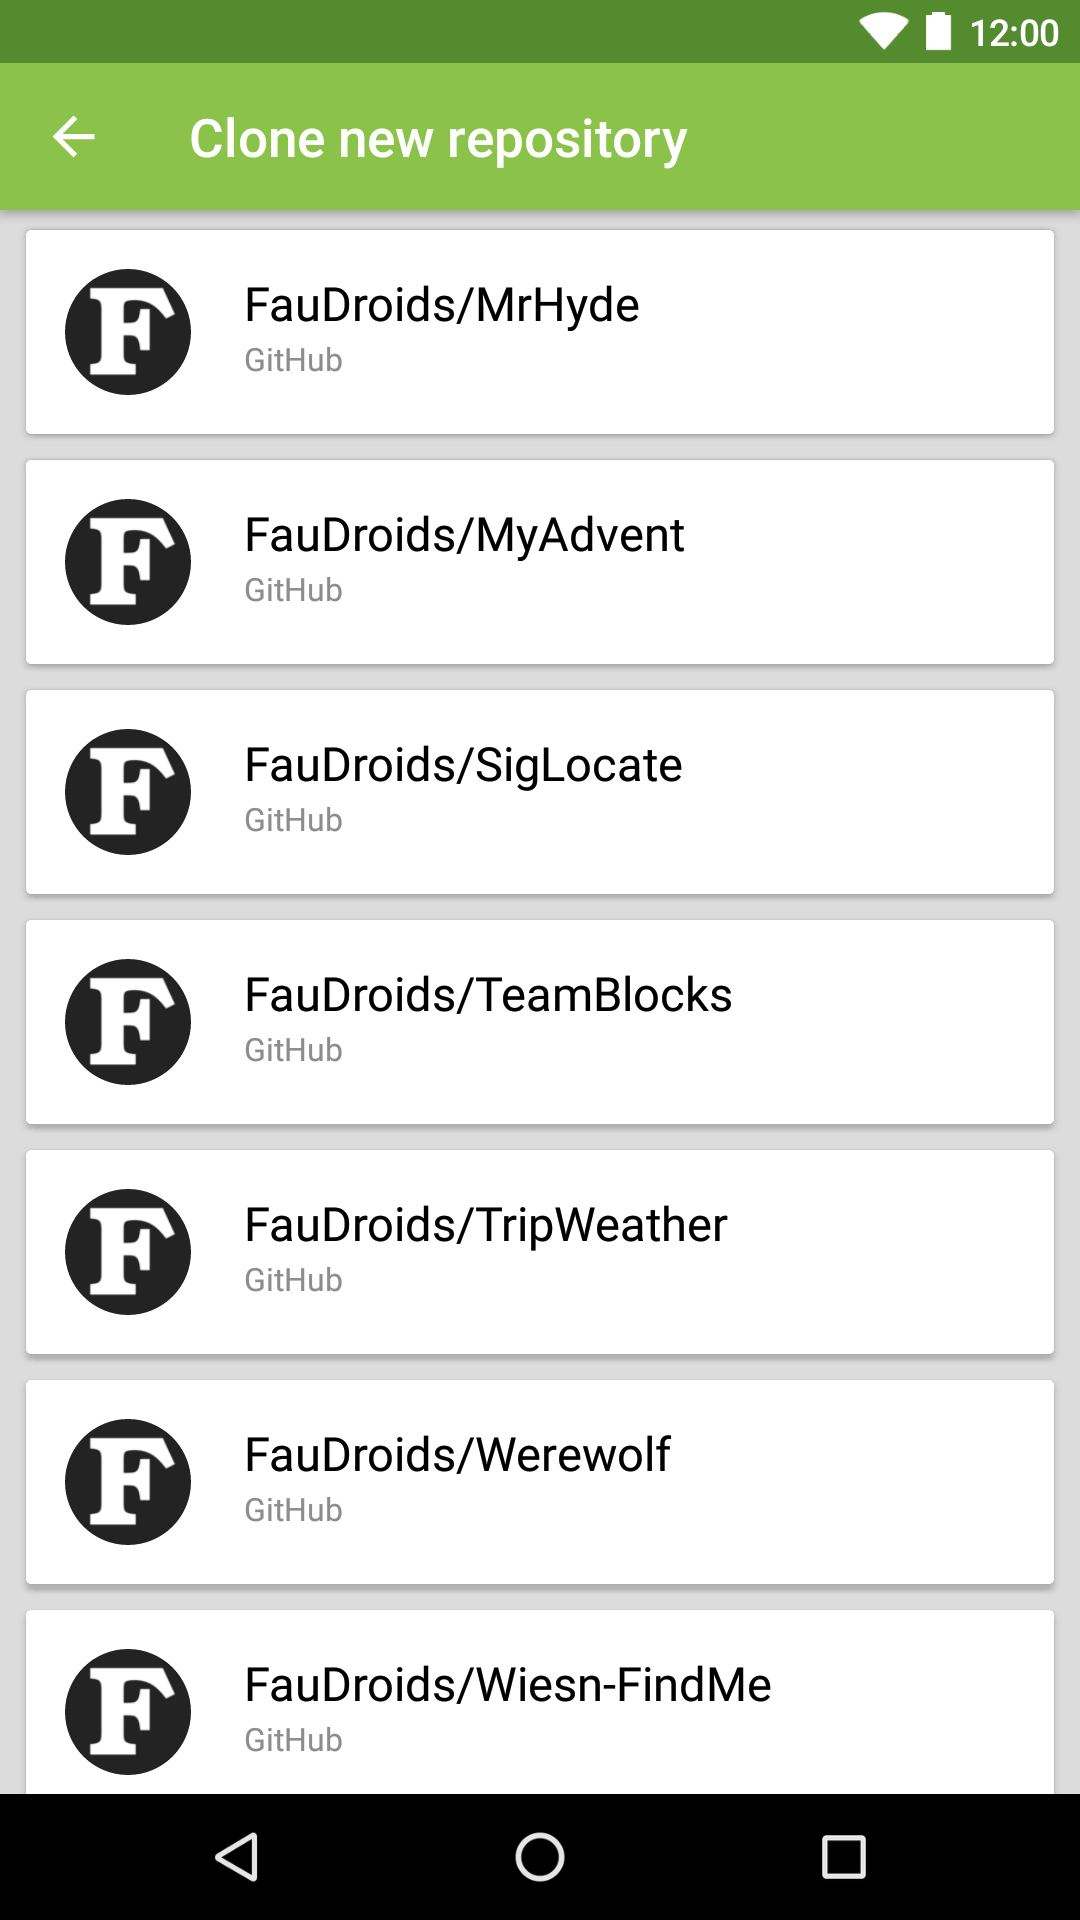 12:00
Clone new repository
F
FauDroids/MrHyde
GitHub
F
FauDroids/MyAdvent
GitHub
F
FauDroids/SigLocate
GitHub
F
FauDroids/TeamBlocks
GitHub
F
FauDroids/TripWeather
GitHub
F
FauDroids/Werewolf
GitHub
F
FauDroids/Wiesn-FindMe
GitHub